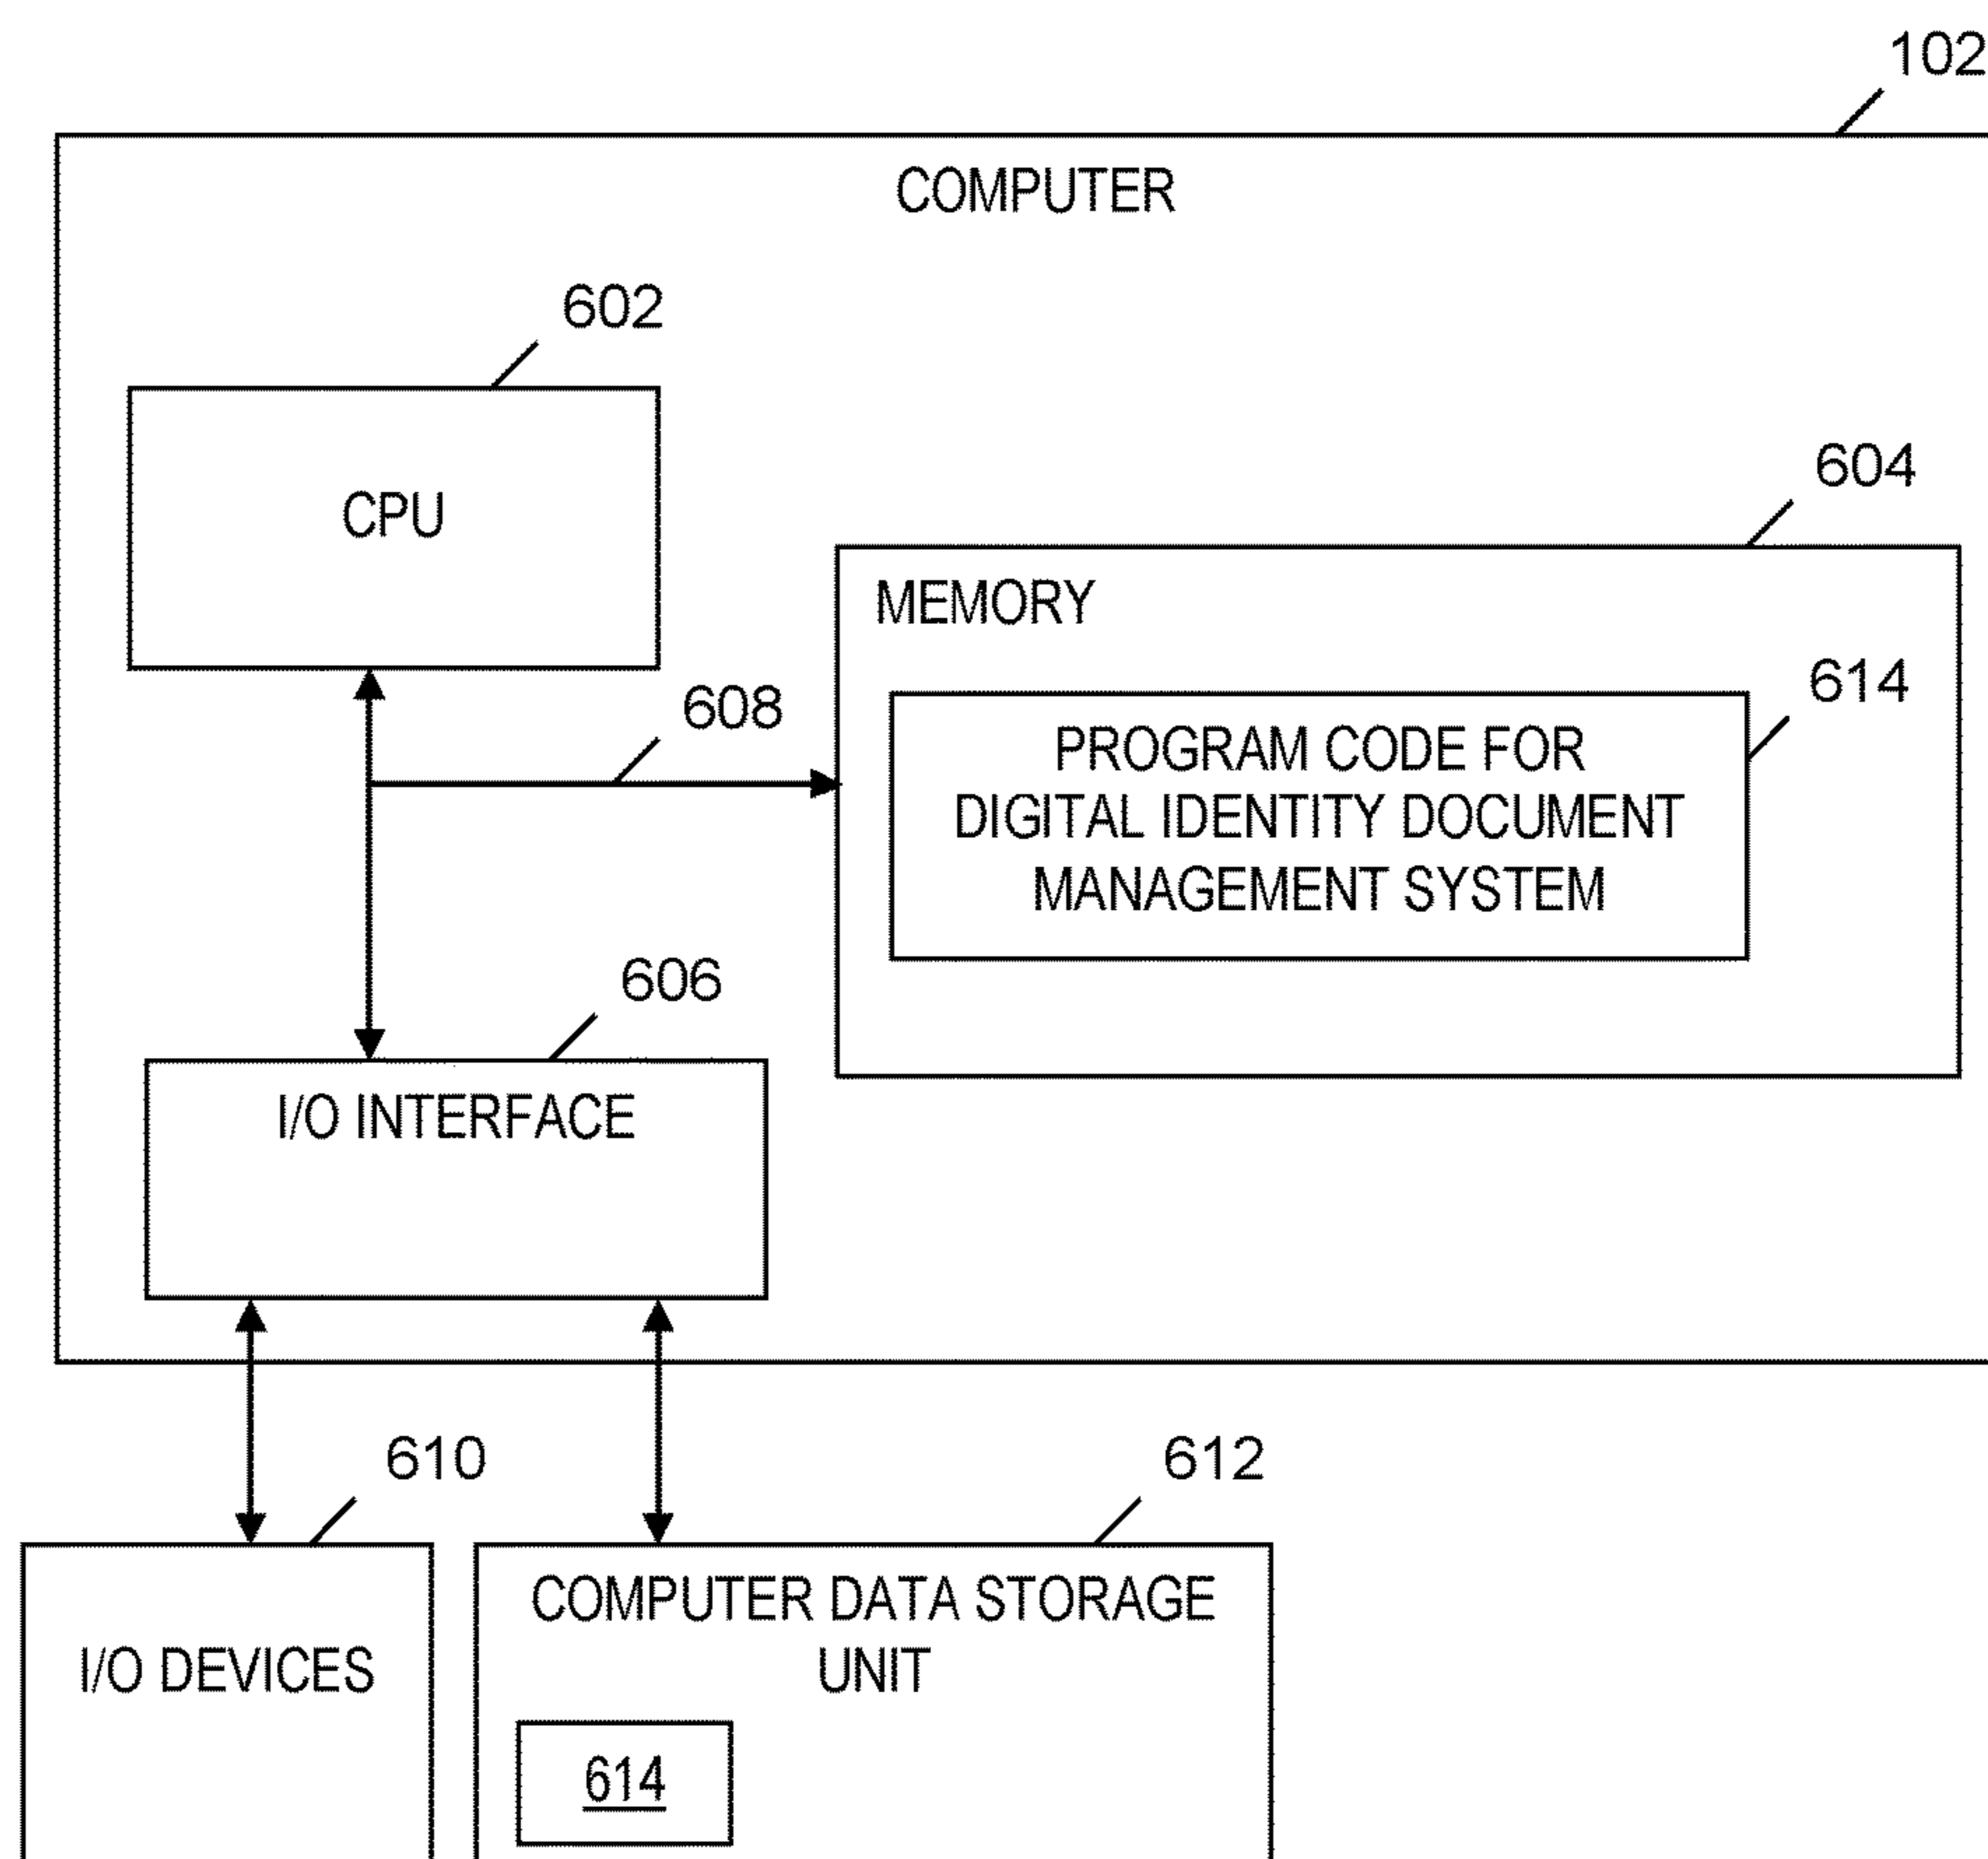 102
COMPUTER
602
CPU
604
MEMORY
614
608
PROGRAM CODE FOR
DIGITAL IDENTITY DOCUMENT
MANAGEMENT SYSTEM
606
I/O INTERFACE
610
612
I/O DEVICES
COMPUTER DATA STORAGE
UNIT
614